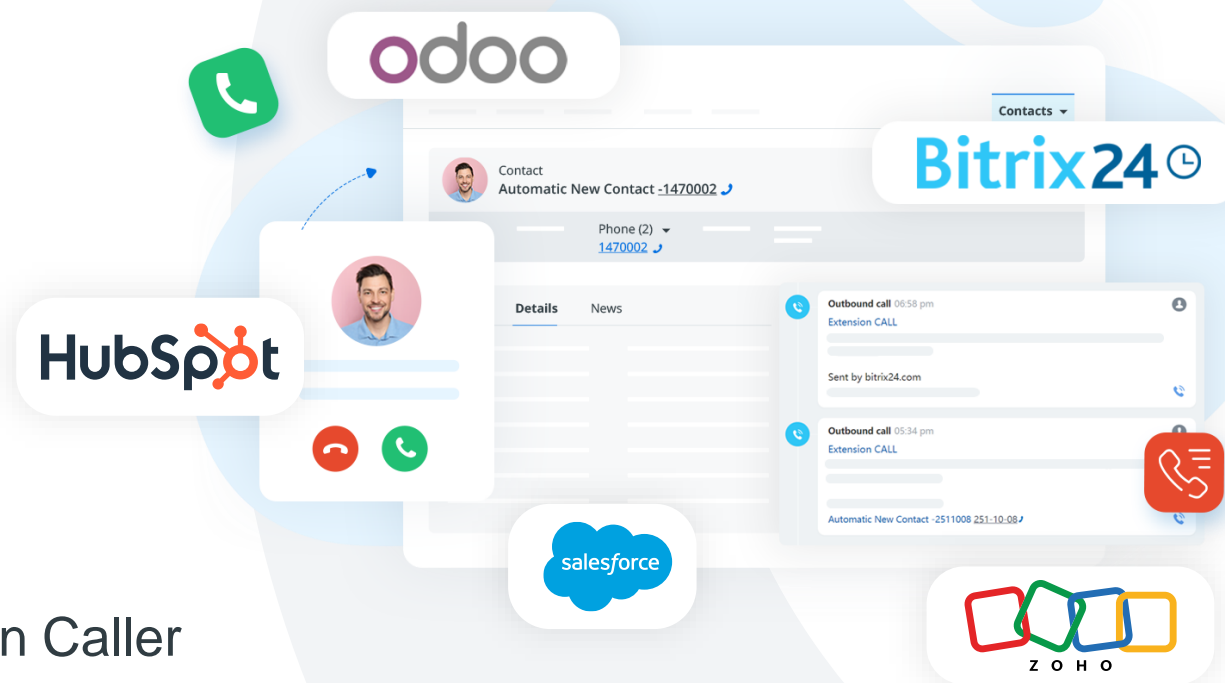 odoo
Contacts
Bitrix24
Contact
Automatic New Contact -1470002
Phone (2)
1470002
Details
News
HubSpot
Outbound call 06:58 pm
Extension CALL
Sent by bitrix24.com
Outbound call 05:34 pm
Extension CALL
Automatic New Contact -2511008 251-10-08
salesforce
n Caller
ZOHO